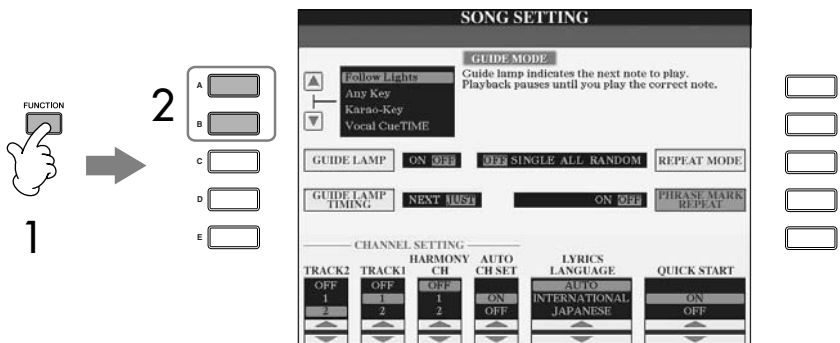 SONG SETTING
GUIDE MODE
Follow Lights
Any Key
Karao-Key
Vocal CueTIME
Guide lamp indicates the next note to play.
Playback pauses until you play the correct note.
FUNCTION
1
2
A
B
C
D
E
GUIDE LAMP ON OFF OFF SINGLE ALL RANDOM REPEAT MODE
GUIDE LAMP TIMING NEXT JUST ON OFF PHRASE MARK REPEAT
CHANNEL SETTING
TRACK2 TRACK1 HARMONY CH AUTO CH SET LYRICS LANGUAGE QUICK START
OFF OFF OFF AUTO
1 1 1 ON INTERNATIONAL ON
2 2 2 OFF JAPANESE OFF